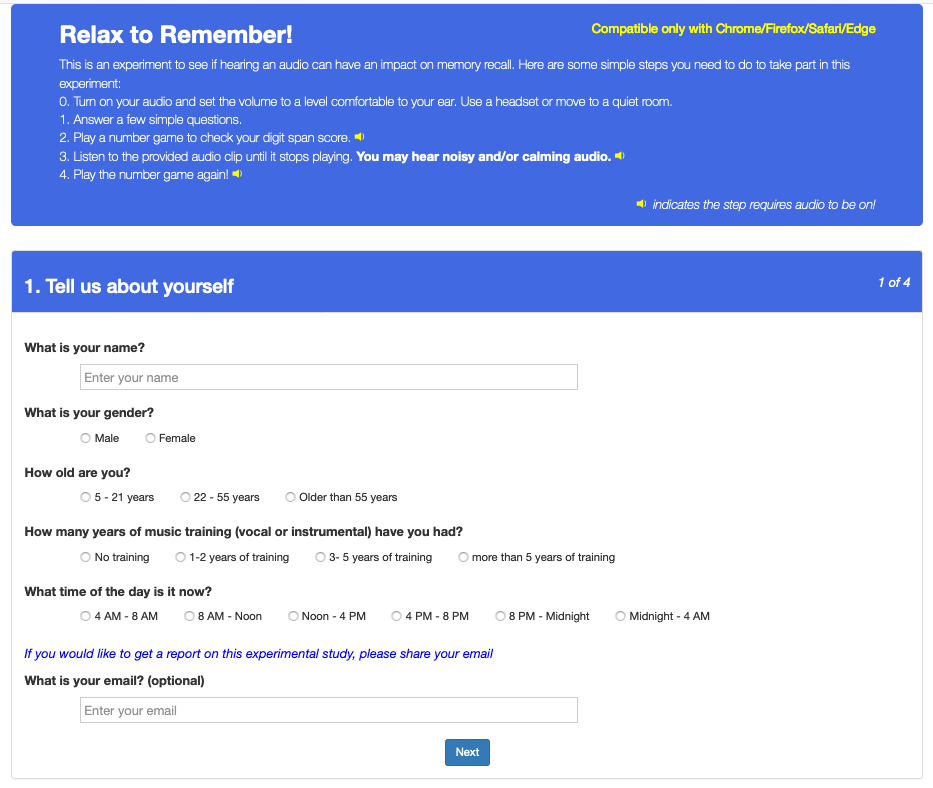 Relax to Remember!
Compatible only with Chrome/Firefox/Safari/Edge
This is an experiment to see if hearing an audio can have an impact on memory recall. Here are some simple steps you need to do to take part in this
experiment:
0. Turn on your audio and set the volume to a level comfortable to your ear. Use a headset or move to a quiet room.
1. Answer a few simple questions.
2. Play a number game to check your digit span score.
3. Listen to the provided audio clip until it stops playing. You may hear noisy and/or calming audio.
4. Play the number game again!
indicates the step requires audio to be on!
1. Tell us about yourself
1 of 4
What is your name?
Enter your name
What is your gender?
Male Female
How old are you?
5 - 21 years 22 - 55 years Older than 55 years
How many years of music training (vocal or instrumental) have you had?
No training 1-2 years of training 3- 5 years of training more than 5 years of training
What time of the day is it now?
4 AM - 8 AM 8 AM - Noon Noon - 4 PM 4 PM - 8 PM 8 PM - Midnight Midnight - 4 AM
If you would like to get a report on this experimental study, please share your email
What is your email? (optional)
Enter your email
Next